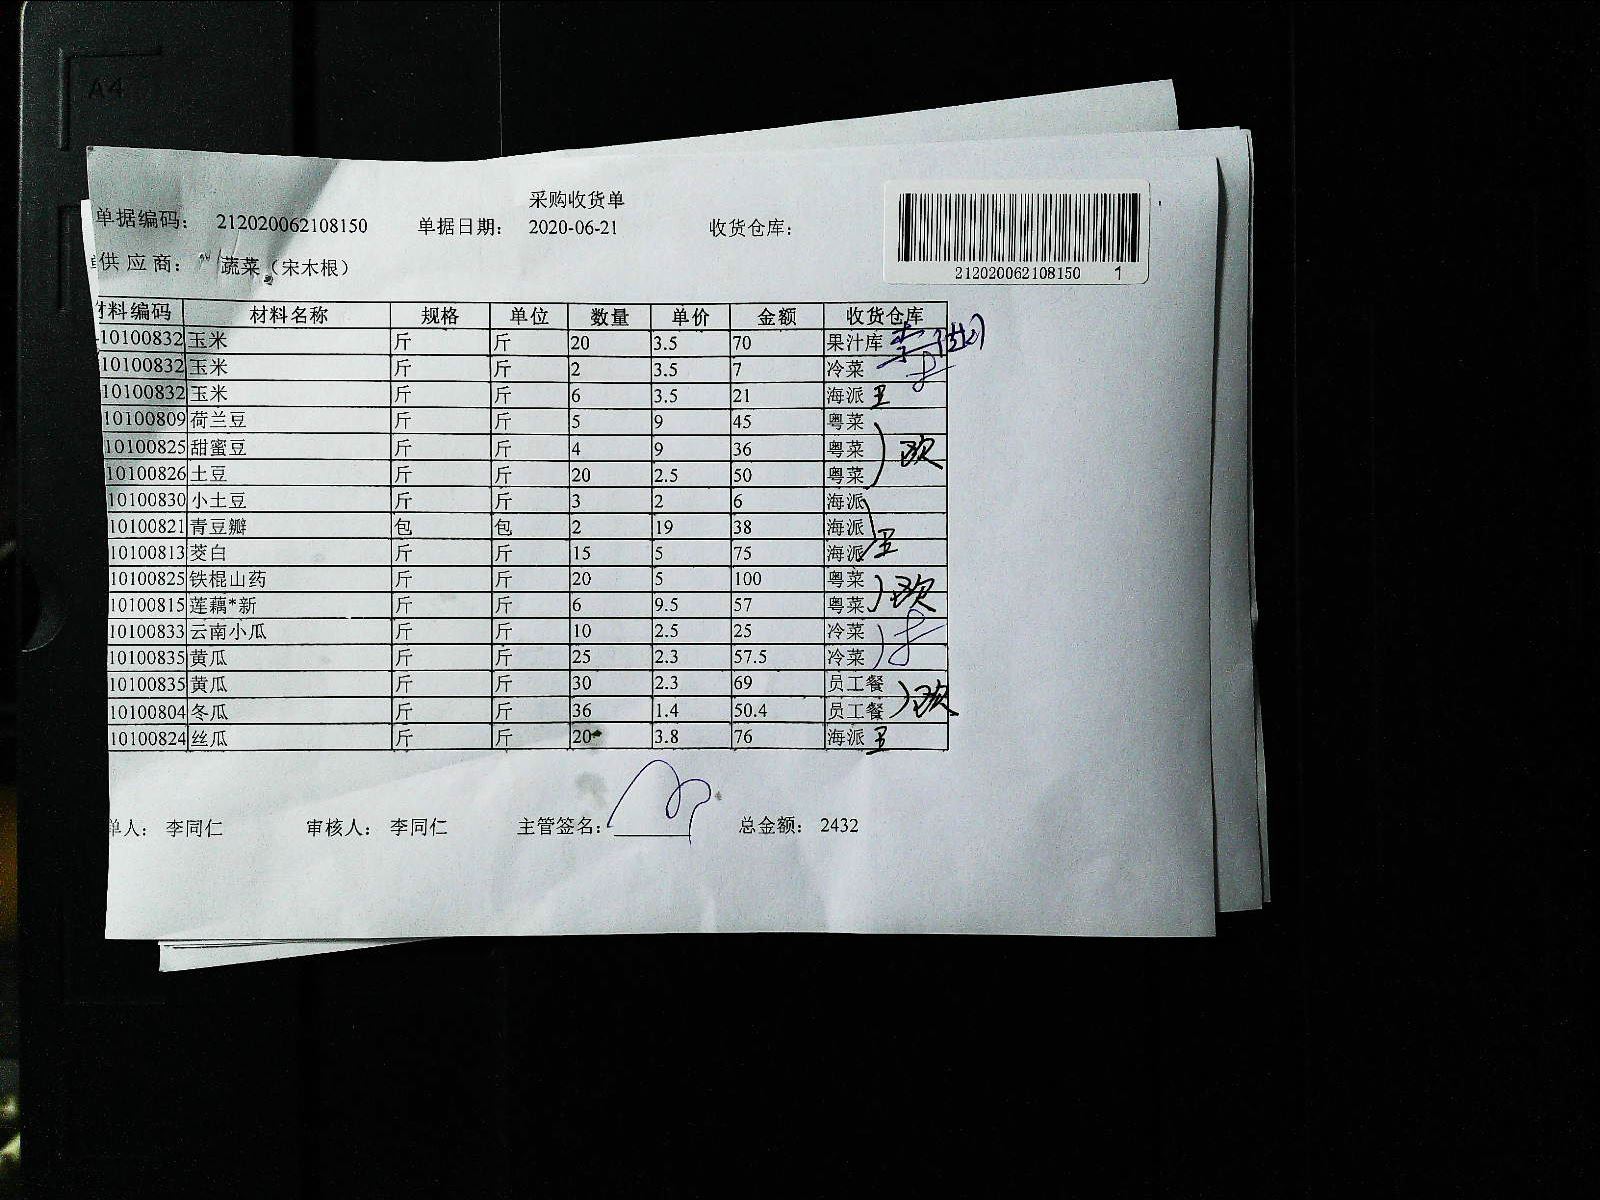 A4
采购收货单
单据编码： 212020062108150 单据日期： 2020-06-21 收货仓库：
212020062108150 1
供应商： 蔬菜（宋木根）
材料编码 材料名称 规格 单位 数量 单价 金额 收货仓库
10100832 玉米 斤 斤 20 3.5 70 果汁库
10100832 玉米 斤 斤 2 3.5 7 冷菜
10100832 玉米 斤 斤 6 3.5 21 海派 王
10100809 荷兰豆 斤 斤 5 9 45 粤菜
10100825 甜蜜豆 斤 斤 4 9 36 粤菜 欧
10100826 土豆 斤 斤 20 2.5 50 粤菜
10100830 小土豆 斤 斤 3 2 6 海派
10100821 青豆瓣 包 包 2 19 38 海派
10100813 茭白 斤 斤 15 5 75 海派 王
10100825 铁棍山药 斤 斤 20 5 100 粤菜
10100815 莲藕*新 斤 斤 6 9.5 57 粤菜 欧
10100833 云南小瓜 斤 斤 10 2.5 25 冷菜
10100835 黄瓜 斤 斤 25 2.3 57.5 冷菜
10100835 黄瓜 斤 斤 30 2.3 69 员工餐
10100804 冬瓜 斤 斤 36 1.4 50.4 员工餐 欧
10100824 丝瓜 斤 斤 20 3.8 76 海派 王
单人： 李同仁 审核人： 李同仁 主管签名： 总金额： 2432